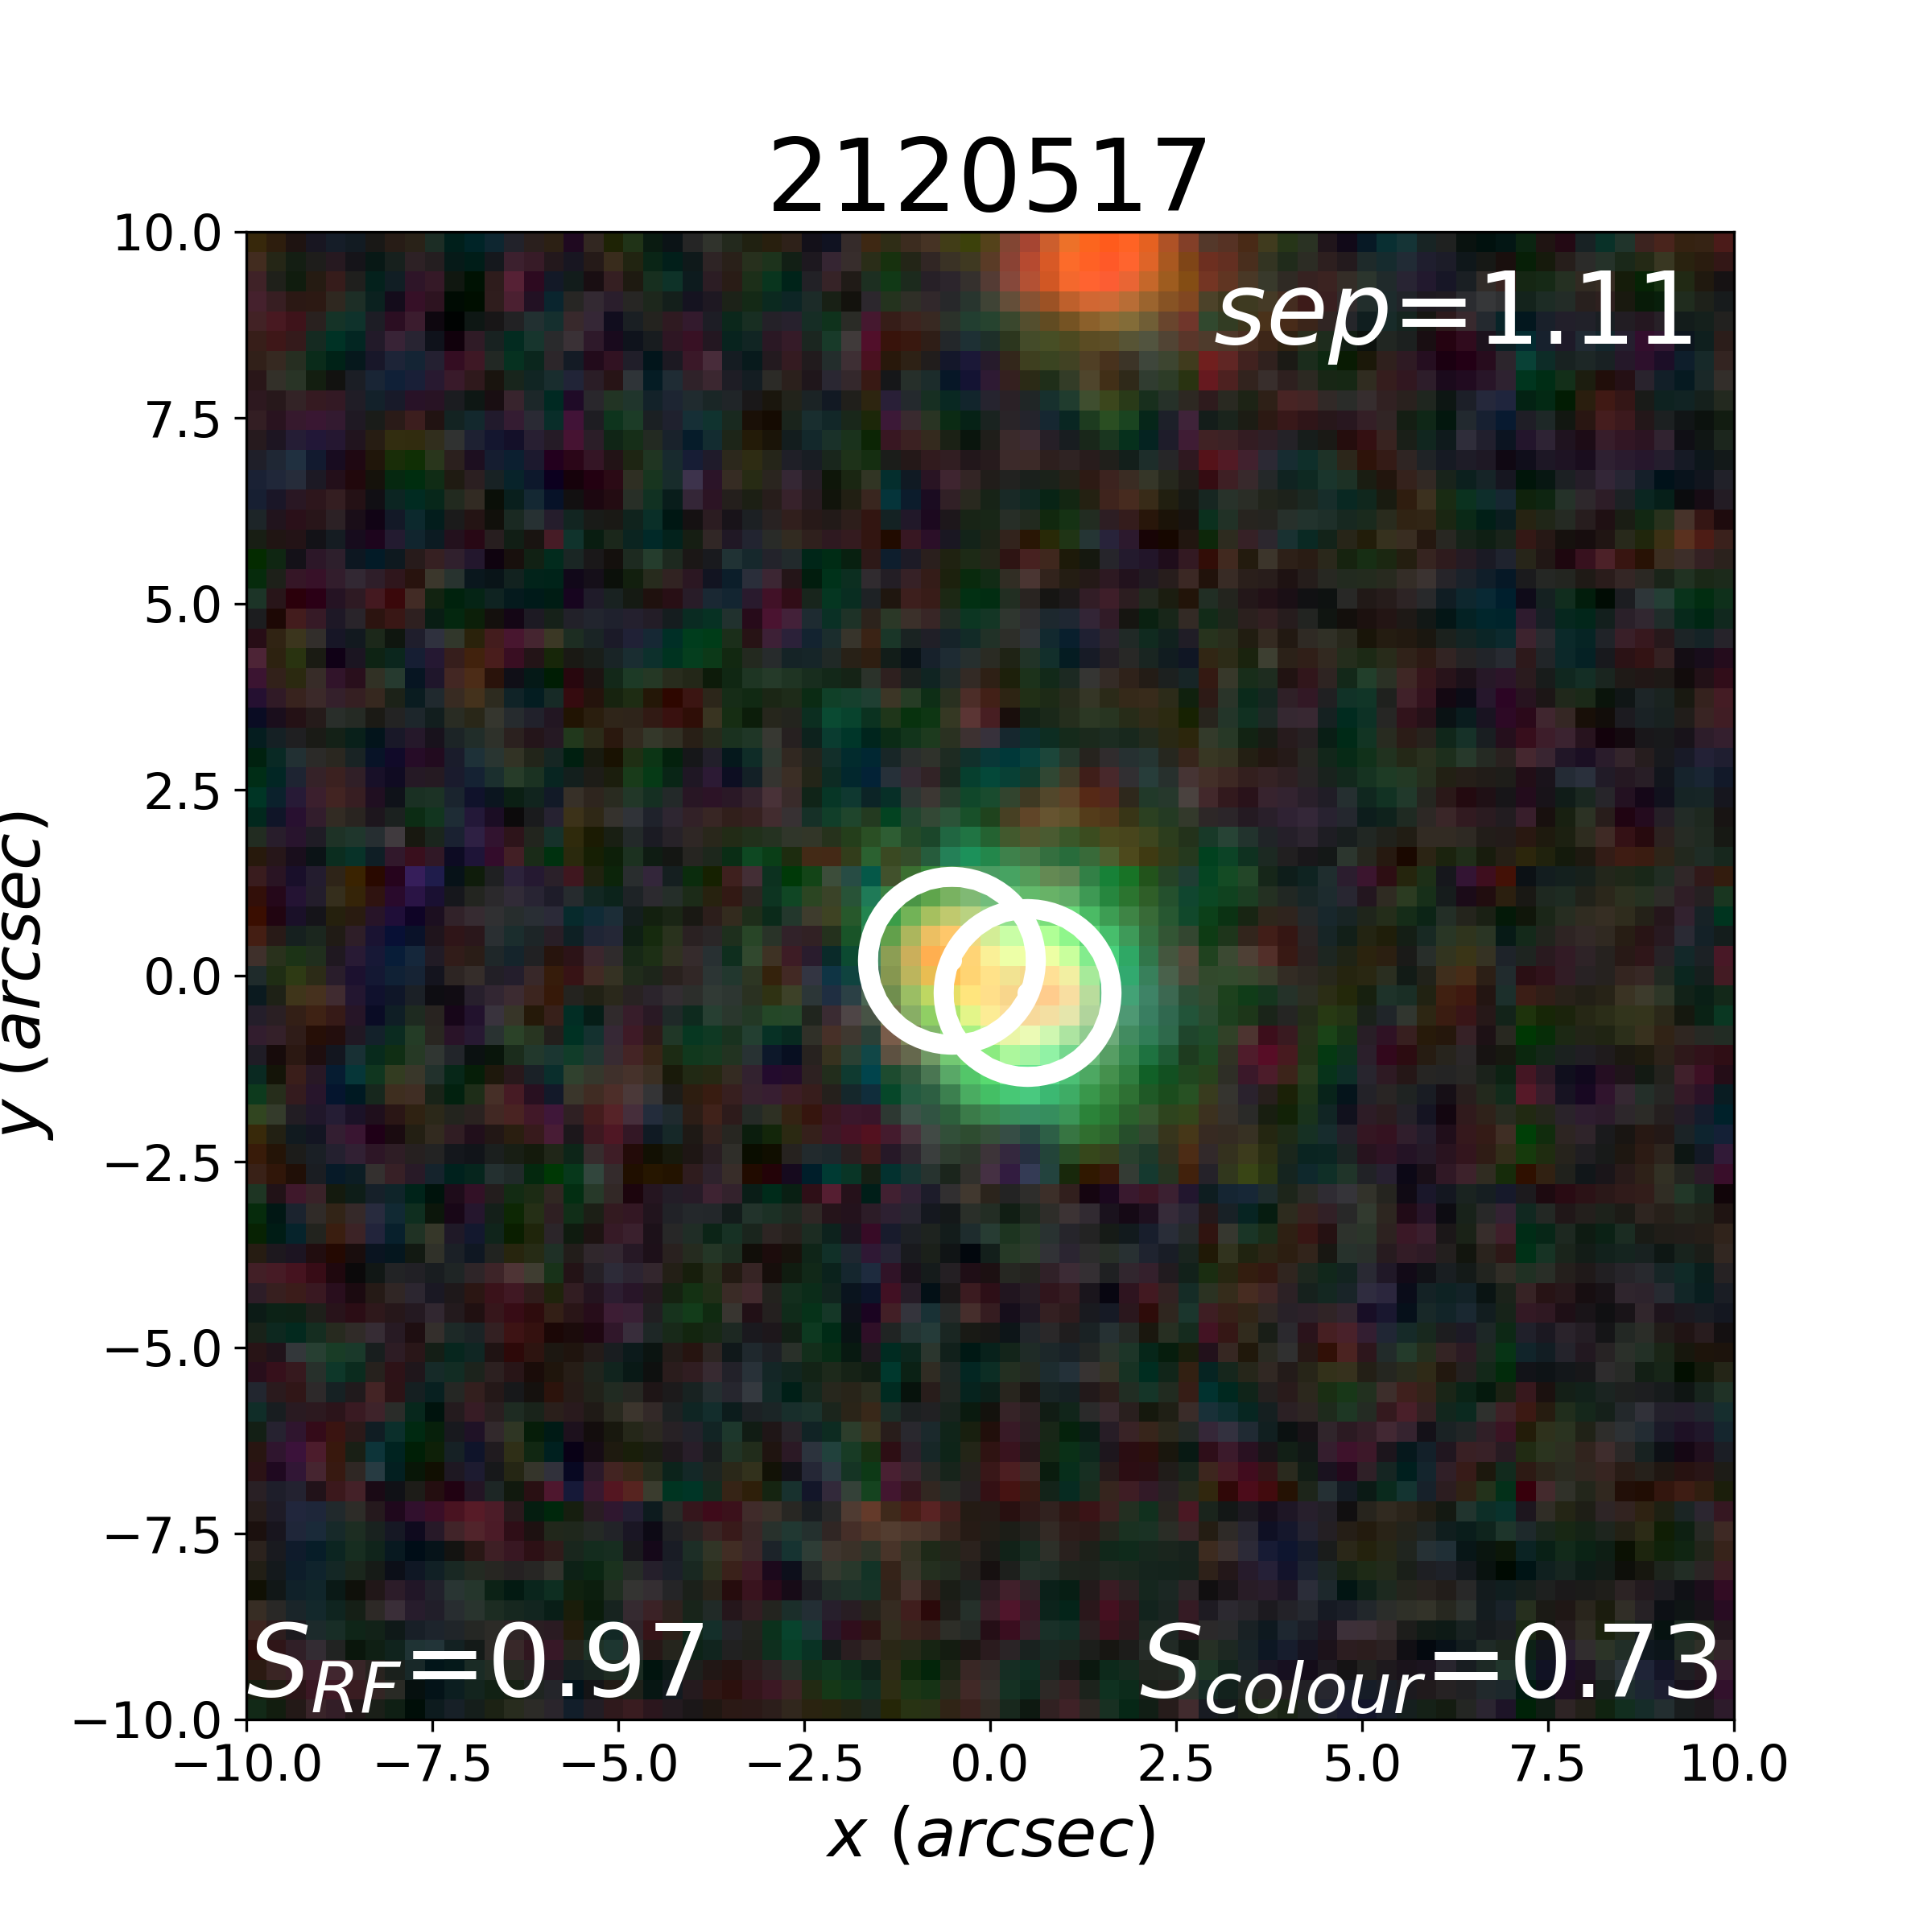 2120517
sep=1.11
10.0
7.5
5.0
2.5
0.0
−2.5
−5.0
−7.5
−10.0
y (arcsec)
S_RF=0.97
S_colour=0.73
−10.0 −7.5 −5.0 −2.5 0.0 2.5 5.0 7.5 10.0
x (arcsec)